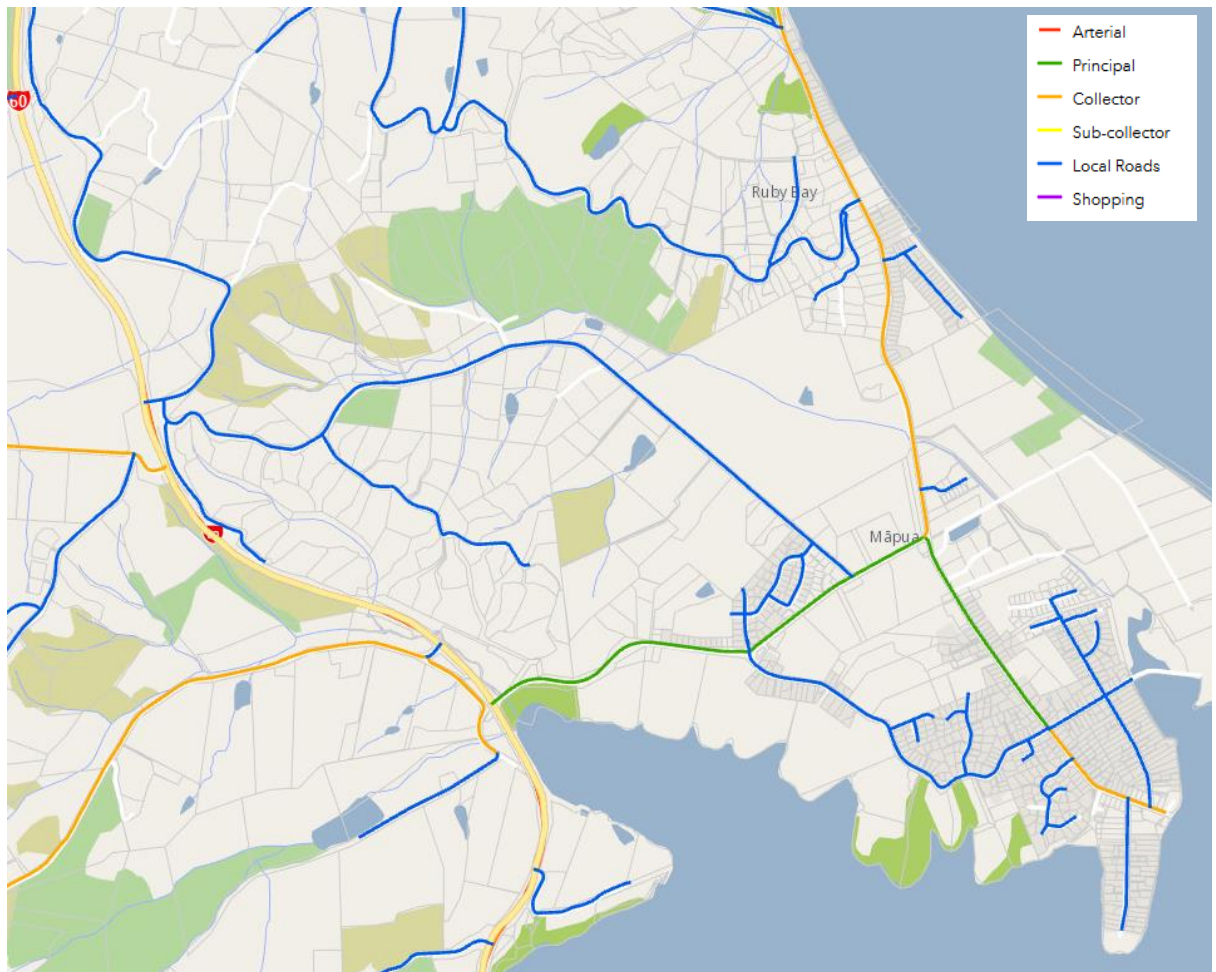 Arterial
Principal
Collector
Sub-collector
Local Roads
Shopping
60
Ruby Bay
Māpua